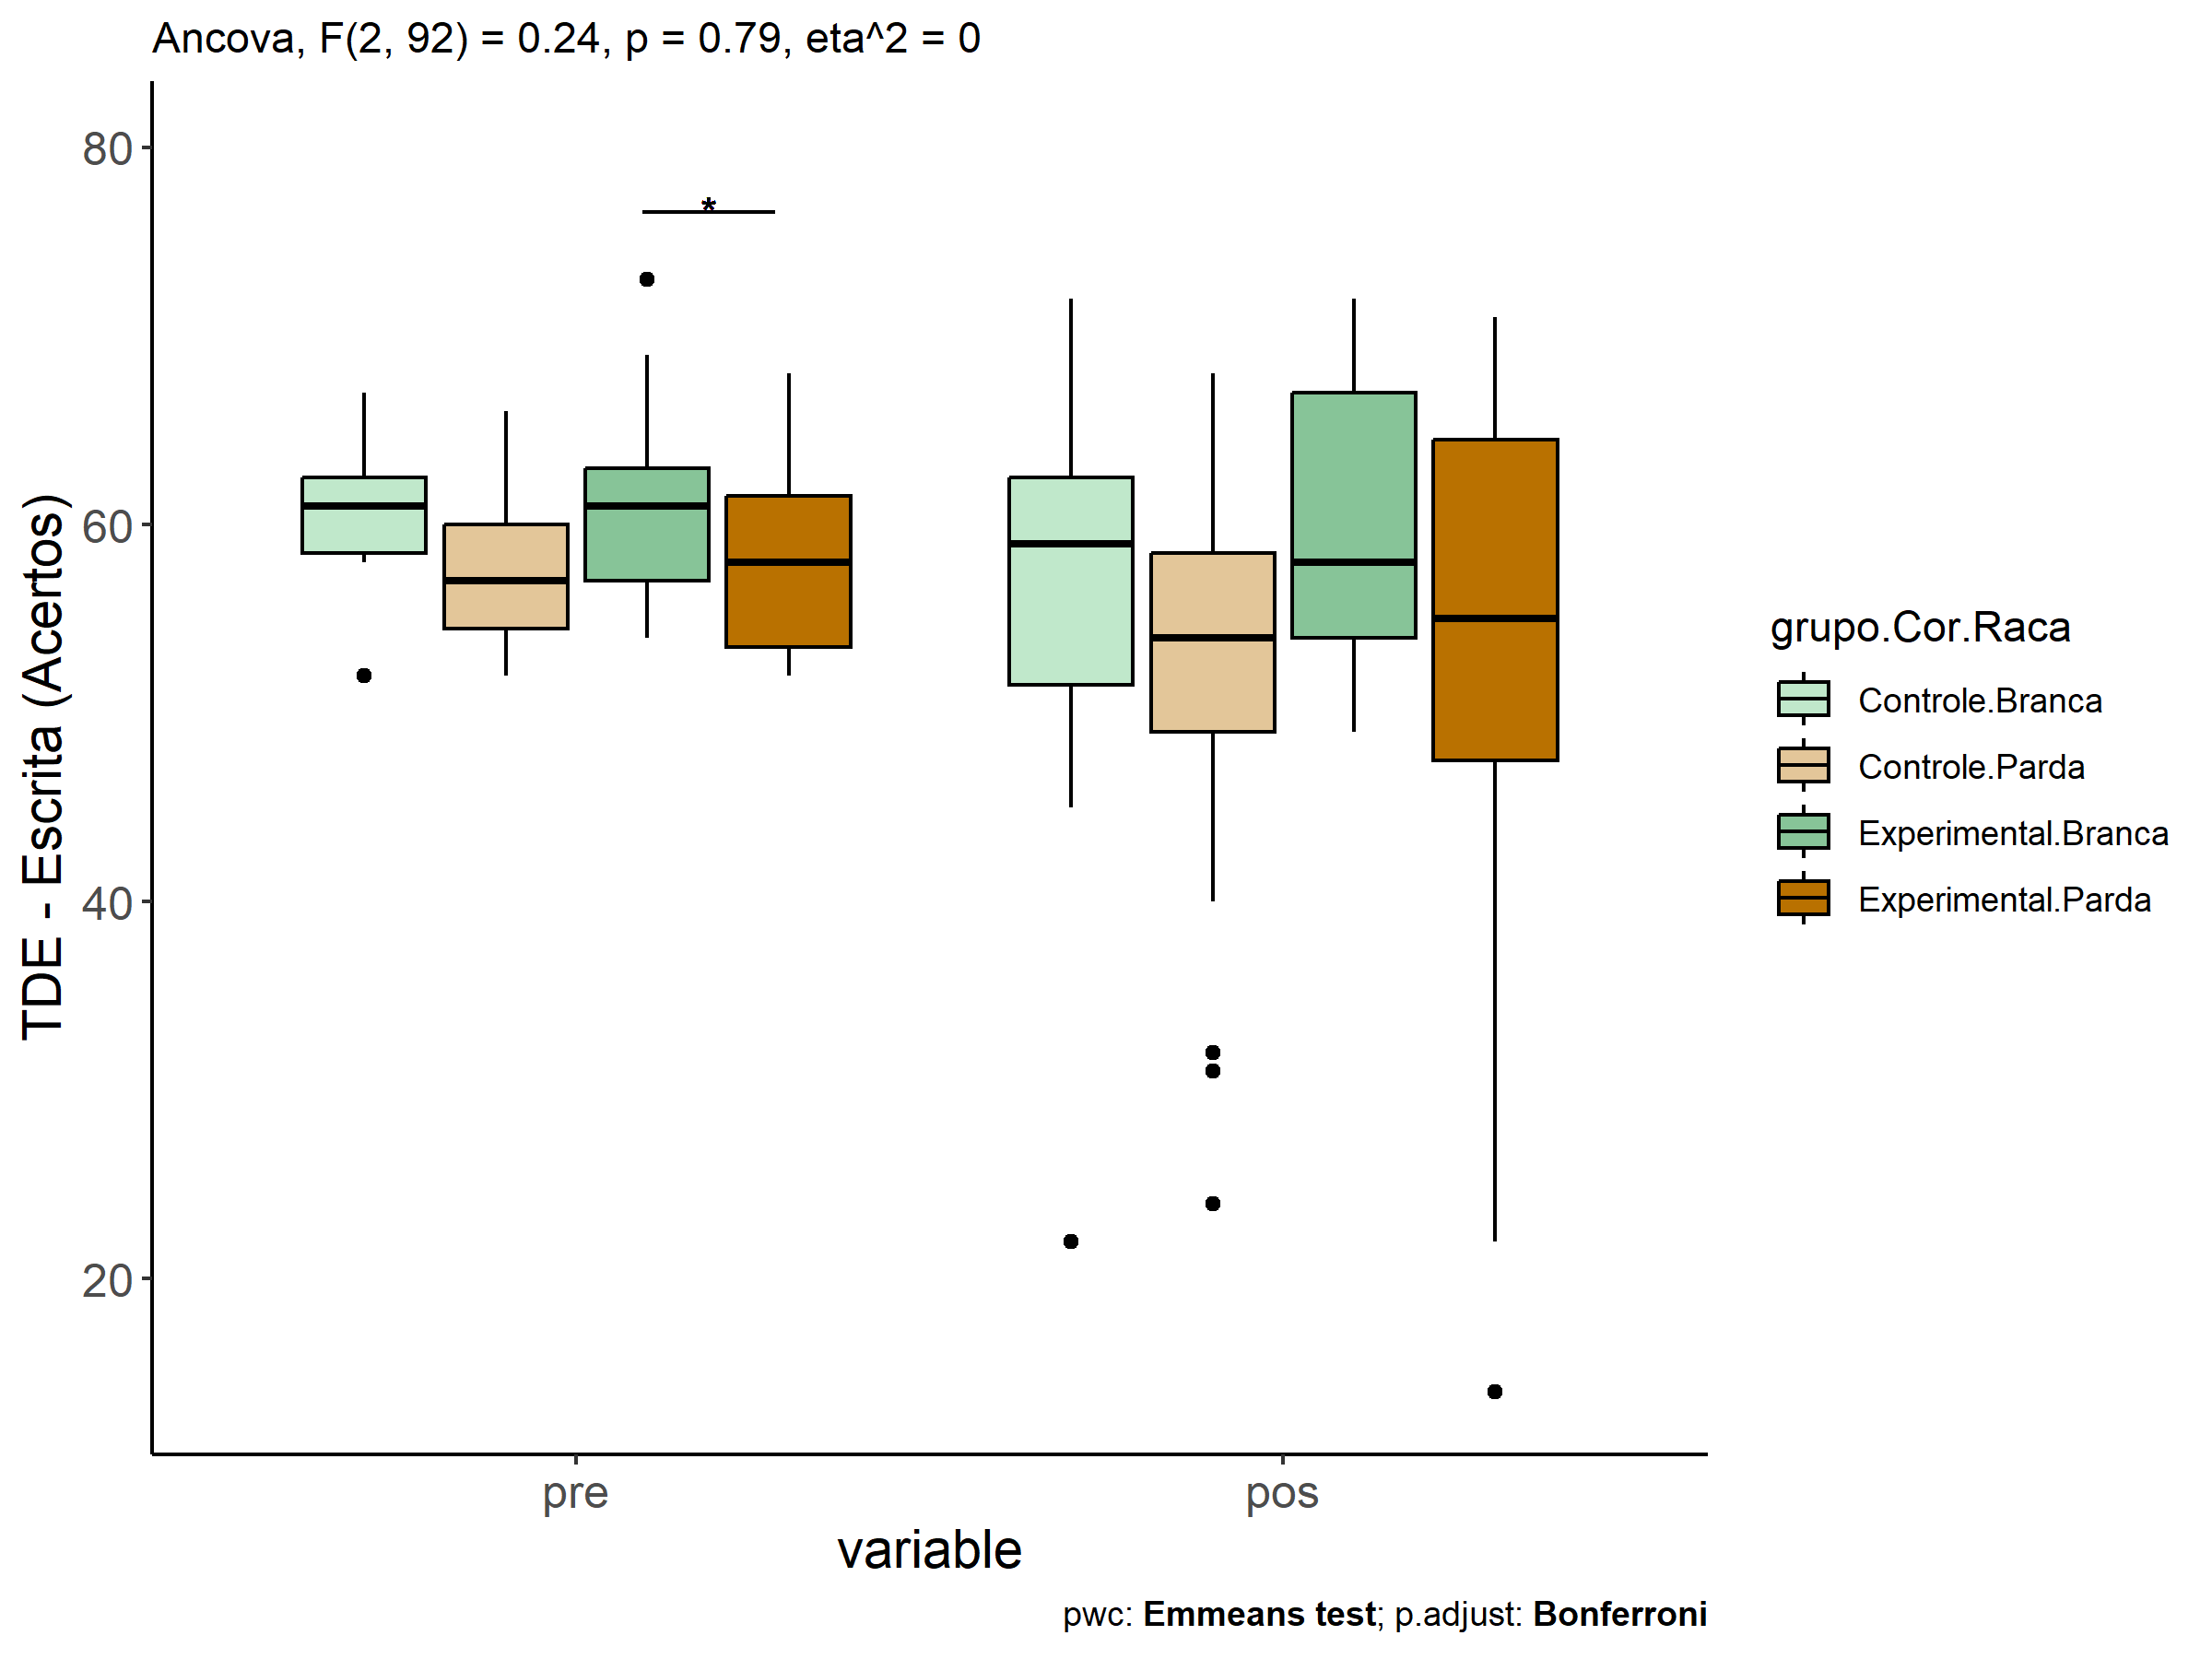 Ancova, F(2, 92) = 0.24, p = 0.79, eta^2 = 0
TDE - Escrita (Acertos)
80
60
40
20
*
pre
pos
variable
grupo.Cor.Raca
Controle.Branca
Controle.Parda
Experimental.Branca
Experimental.Parda
pwc: Emmeans test; p.adjust: Bonferroni